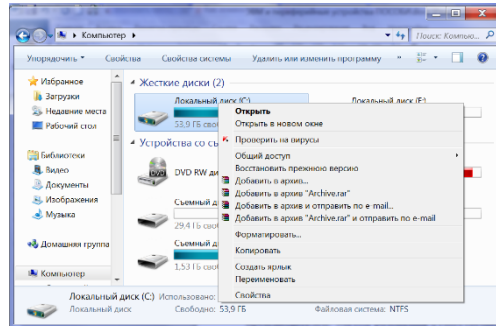 Компьютер
Поиск: Компью...
Упорядочить
Свойства
Свойства системы
Удалить или изменить программу
»
Избранное
Загрузки
Недавние места
Рабочий стол
Библиотеки
Видео
Документы
Изображения
Музыка
Домашняя группа
Компьютер
Жесткие диски (2)
Локальный диск (C:)
53,9 ГБ своб
Локальный диск (E:)
Устройства со съ
DVD RW ди
Съемный д
29,4 ГБ своб
Съемный д
1,53 ГБ своб
Открыть
Открыть в новом окне
Проверить на вирусы
Общий доступ
Восстановить прежнюю версию
Добавить в архив...
Добавить в архив "Archive.rar"
Добавить в архив и отправить по e-mail...
Добавить в архив "Archive.rar" и отправить по e-mail
Форматировать...
Копировать
Создать ярлык
Переименовать
Свойства
Локальный диск (C:) Использовано:
Локальный диск Свободно: 53,9 ГБ Файловая система: NTFS